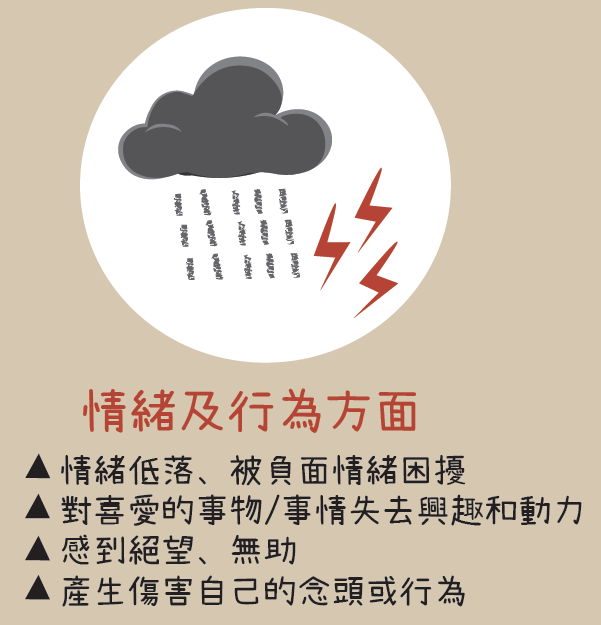 情緒及行為方面
▲情緒低落、被負面情緒困擾
▲對喜愛的事物/事情失去興趣和動力
▲感到絕望、無助
▲產生傷害自己的念頭或行為